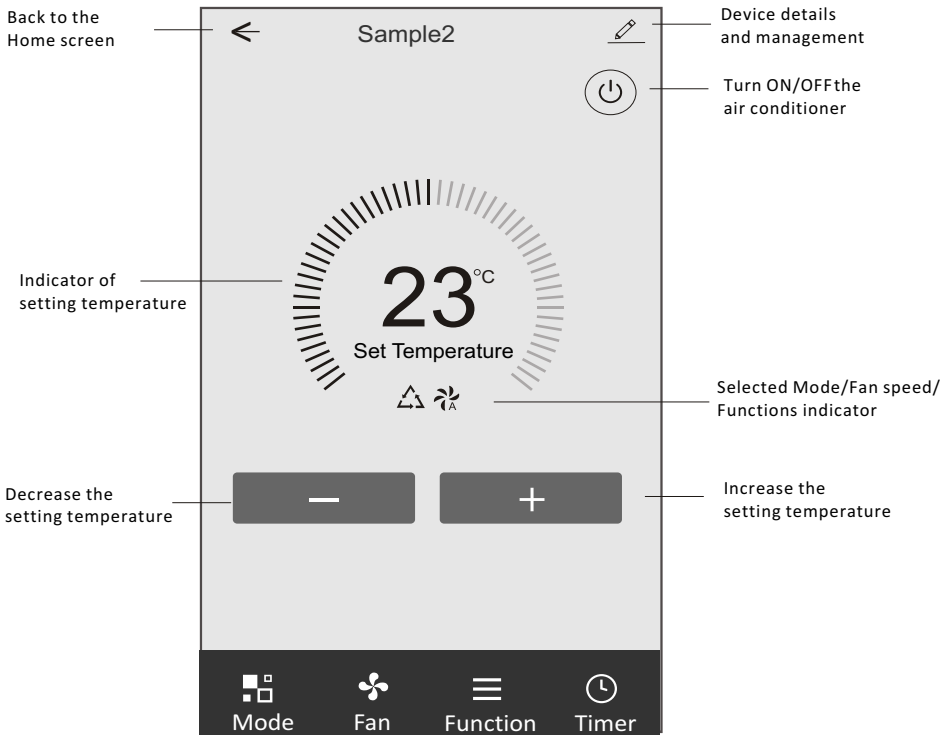 Back to the
Home screen
Sample2
Device details
and management
Turn ON/OFF the
air conditioner
Indicator of
setting temperature
23°C
Set Temperature
A
Selected Mode/Fan speed/
Functions indicator
Decrease the
setting temperature
Increase the
setting temperature
Mode
Fan
Function
Timer